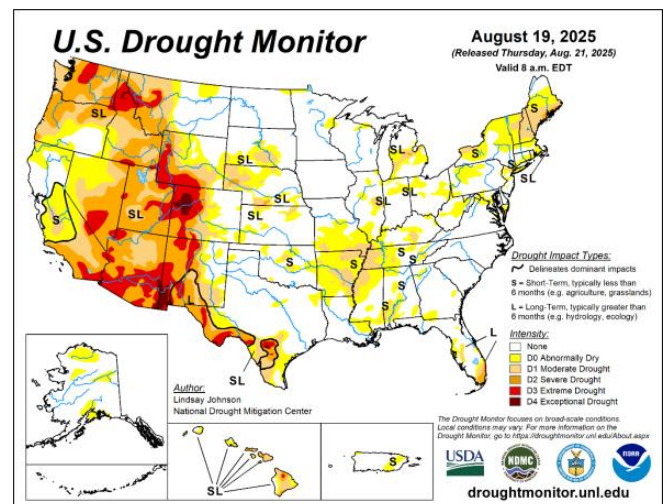 U.S. Drought Monitor
August 19, 2025
(Released Thursday, Aug. 21, 2025)
Valid 8 a.m. EDT
SL
SL
S
SL
S
SL
SL
SL
SL
SL
S
S
S
SL
S
S
S
S
S
L
SL
L
Drought Impact Types:
Delineates dominant impacts
S = Short-Term, typically less than
6 months (e.g. agriculture, grasslands)
L = Long-Term, typically greater than
6 months (e.g. hydrology, ecology)
Intensity:
None
D0 Abnormally Dry
D1 Moderate Drought
D2 Severe Drought
D3 Extreme Drought
D4 Exceptional Drought
Author:
Lindsay Johnson
National Drought Mitigation Center
SL
S
The Drought Monitor focuses on broad-scale conditions.
Local conditions may vary. For more information on the
Drought Monitor, go to https://droughtmonitor.unl.edu/About.aspx
USDA
NDMC
NOAA
droughtmonitor.unl.edu